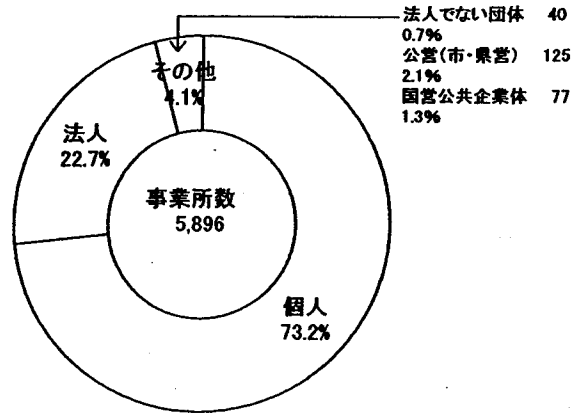 法人でない団体 40
0.7%
公営(市・県営) 125
2.1%
国営公共企業体 77
1.3%
その他
4.1%
法人
22.7%
事業所数
5,896
個人
73.2%